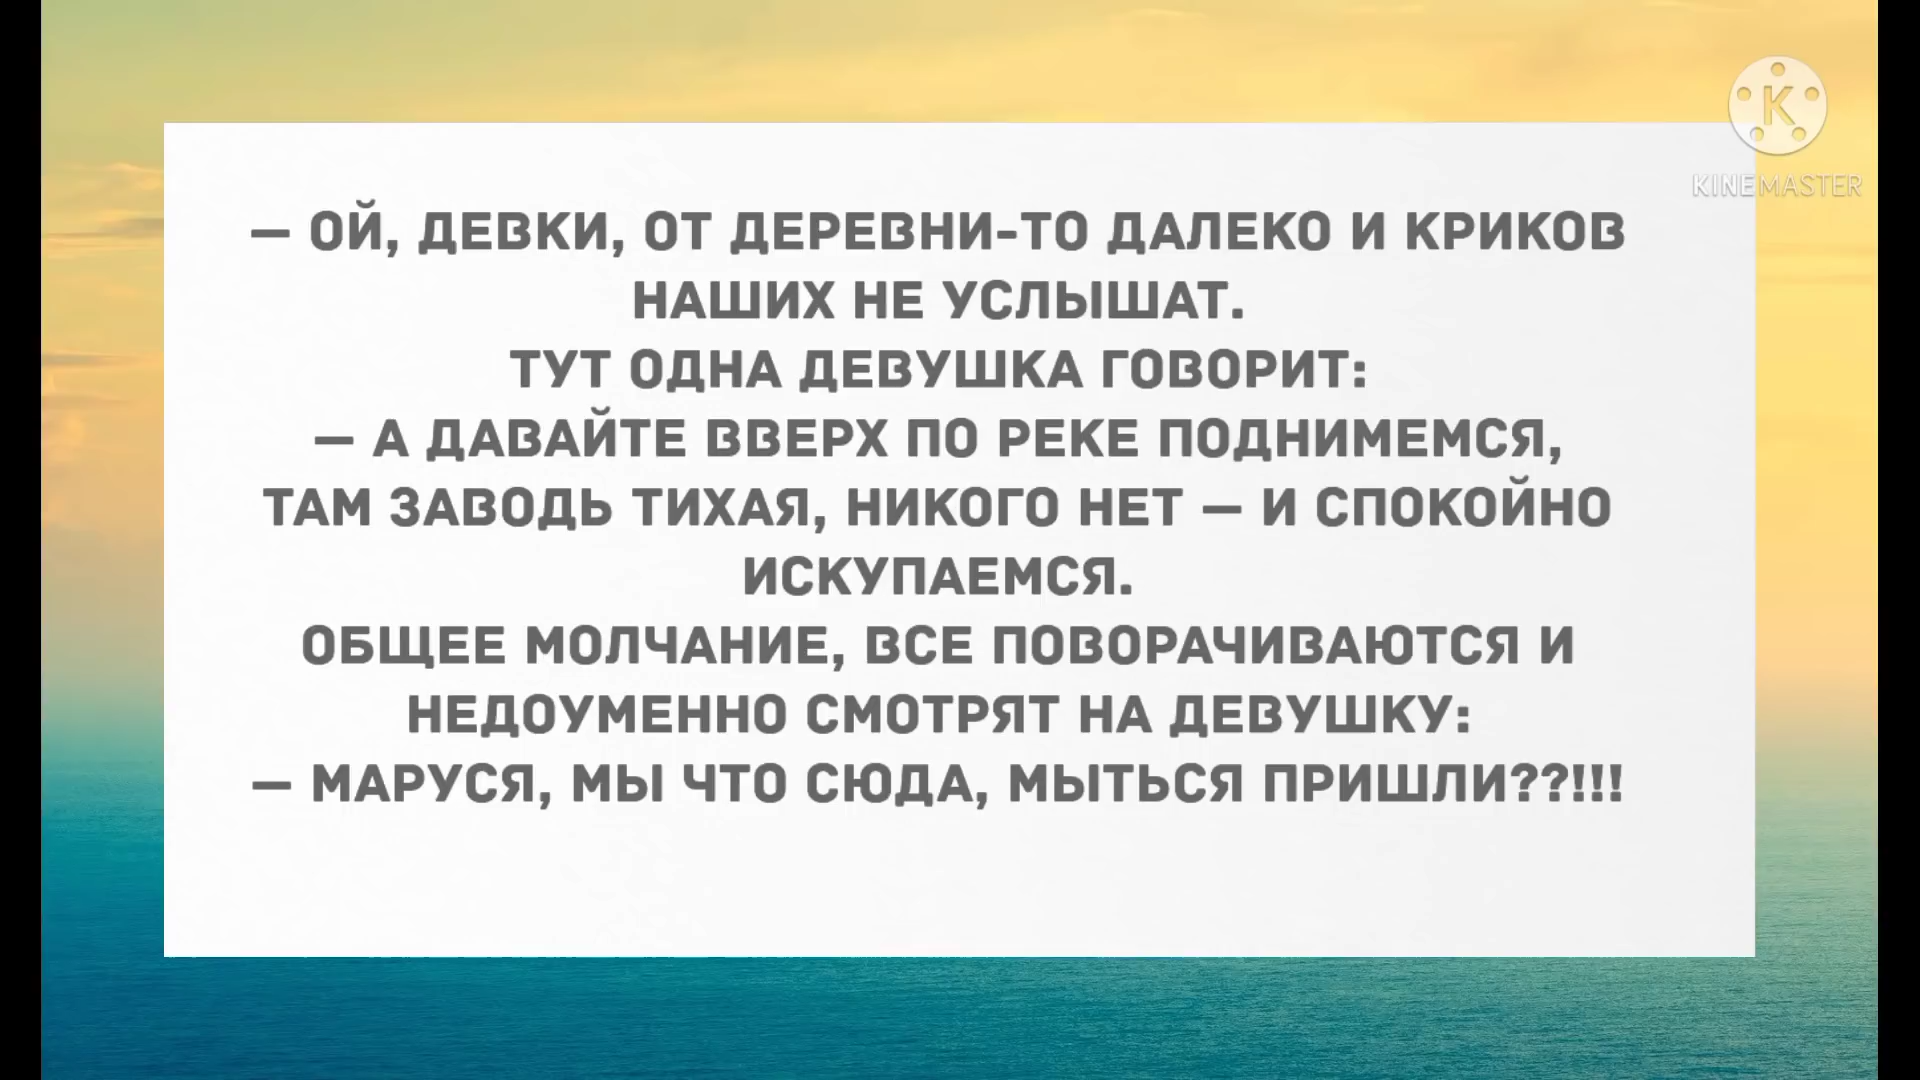 — ОЙ, ДЕВКИ, ОТ ДЕРЕВНИ-ТО ДАЛЕКО И КРИКОВ
НАШИХ НЕ УСЛЫШАТ.
ТУТ ОДНА ДЕВУШКА ГОВОРИТ:
— А ДАВАЙТЕ ВВЕРХ ПО РЕКЕ ПОДНИМЕМСЯ,
ТАМ ЗАВОДЬ ТИХАЯ, НИКОГО НЕТ — И СПОКОЙНО
ИСКУПАЕМСЯ.
ОБЩЕЕ МОЛЧАНИЕ, ВСЕ ПОВОРАЧИВАЮТСЯ И
НЕДОУМЕННО СМОТРЯТ НА ДЕВУШКУ:
— МАРУСЯ, МЫ ЧТО СЮДА, МЫТЬСЯ ПРИШЛИ??!!!
K
KINEMASTER